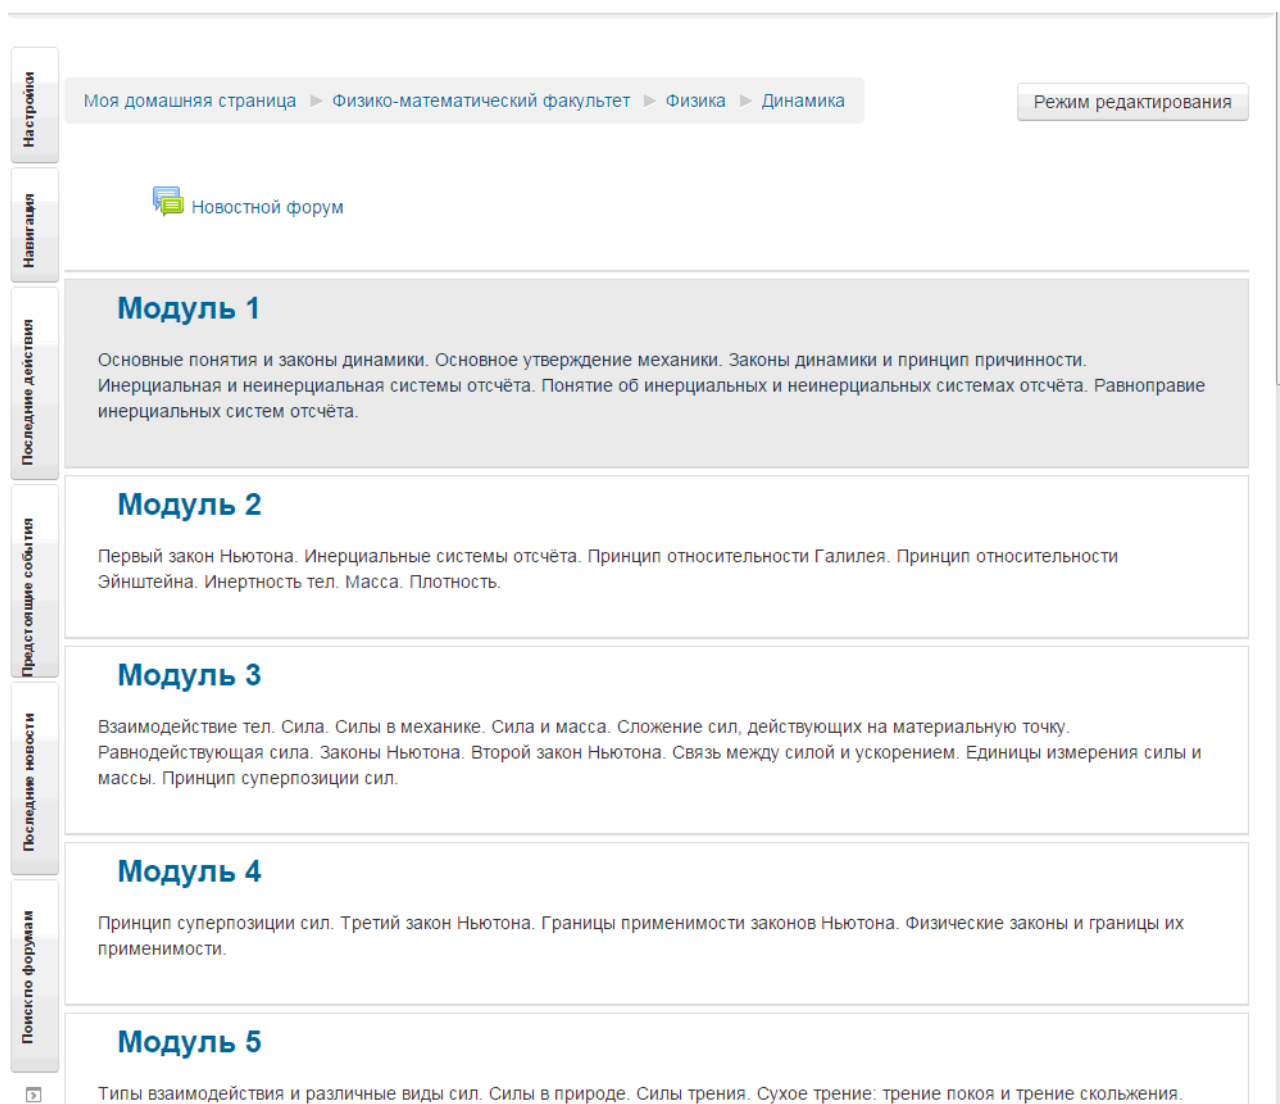 Настройки
Навигация
Последние действия
Предстоящие события
Последние новости
Поиск по форумам
Моя домашняя страница Физико-математический факультет Физика Динамика
Режим редактирования
Новостной форум
Модуль 1
Основные понятия и законы динамики. Основное утверждение механики. Законы динамики и принцип причинности.
Инерциальная и неинерциальная системы отсчёта. Понятие об инерциальных и неинерциальных системах отсчёта. Равноправие
инерциальных систем отсчёта.
Модуль 2
Первый закон Ньютона. Инерциальные системы отсчёта. Принцип относительности Галилея. Принцип относительности
Эйнштейна. Инертность тел. Масса. Плотность.
Модуль 3
Взаимодействие тел. Сила. Силы в механике. Сила и масса. Сложение сил, действующих на материальную точку.
Равнодействующая сила. Законы Ньютона. Второй закон Ньютона. Связь между силой и ускорением. Единицы измерения силы и
массы. Принцип суперпозиции сил.
Модуль 4
Принцип суперпозиции сил. Третий закон Ньютона. Границы применимости законов Ньютона. Физические законы и границы их
применимости.
Модуль 5
Типы взаимодействия и различные виды сил. Силы в природе. Силы трения. Сухое трение: трение покоя и трение скольжения.